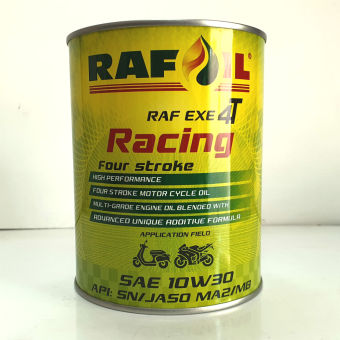 RAFOIL®
RAF EXE 4T
Racing
Four stroke
HIGH PERFORMANCE
FOUR STROKE MOTOR CYCLE OIL
MULTI-GRADE ENGINE OIL BLENDED WITH
ADVANCED UNIQUE ADDITIVE FORMULA
APPLICATION FIELD
SAE 10W30
API: SN/JASO MA2/MB